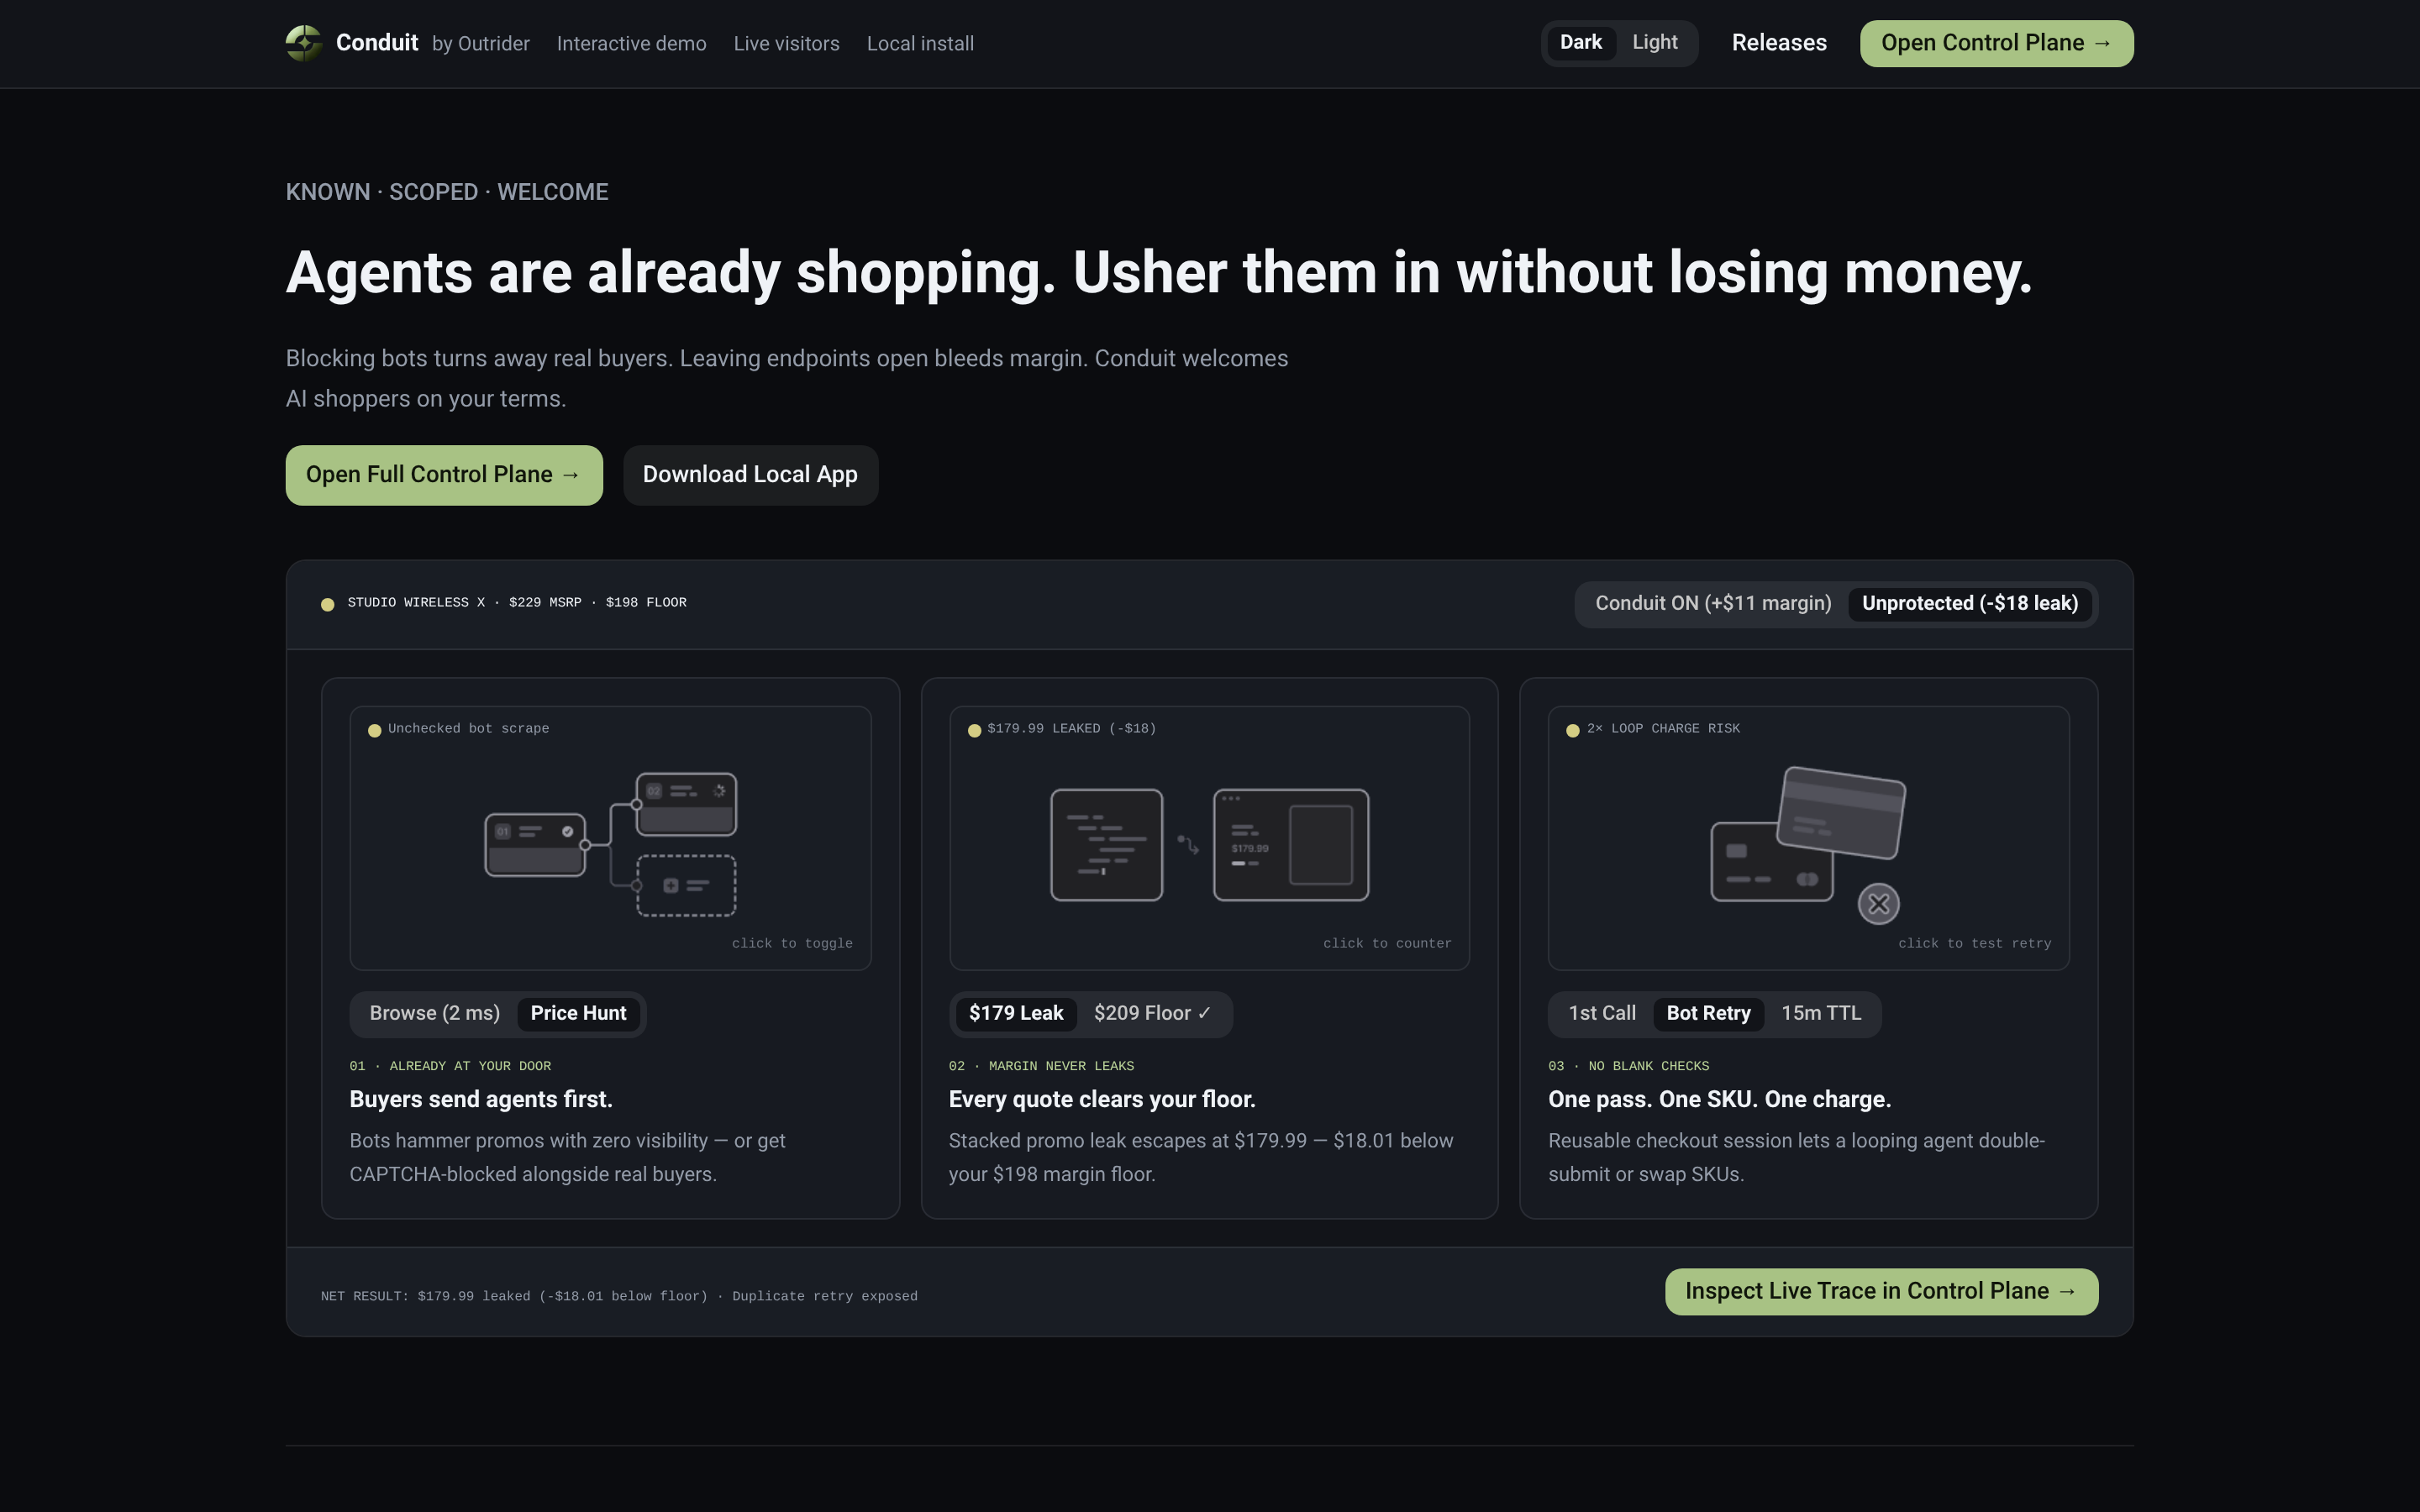 Conduit by Outrider Interactive demo Live visitors Local install Dark Light Releases Open Control Plane →
KNOWN · SCOPED · WELCOME
Agents are already shopping. Usher them in without losing money.
Blocking bots turns away real buyers. Leaving endpoints open bleeds margin. Conduit welcomes
AI shoppers on your terms.
Open Full Control Plane → Download Local App
STUDIO WIRELESS X · $229 MSRP · $198 FLOOR Conduit ON (+$11 margin) Unprotected (-$18 leak)
Unchecked bot scrape
01
02
click to toggle
Browse (2 ms) Price Hunt
01 · ALREADY AT YOUR DOOR
Buyers send agents first.
Bots hammer promos with zero visibility — or get
CAPTCHA-blocked alongside real buyers.
$179.99 LEAKED (-$18)
$179.99
click to counter
$179 Leak $209 Floor ✓
02 · MARGIN NEVER LEAKS
Every quote clears your floor.
Stacked promo leak escapes at $179.99 — $18.01 below
your $198 margin floor.
2× LOOP CHARGE RISK
click to test retry
1st Call Bot Retry 15m TTL
03 · NO BLANK CHECKS
One pass. One SKU. One charge.
Reusable checkout session lets a looping agent double-
submit or swap SKUs.
NET RESULT: $179.99 leaked (-$18.01 below floor) · Duplicate retry exposed Inspect Live Trace in Control Plane →